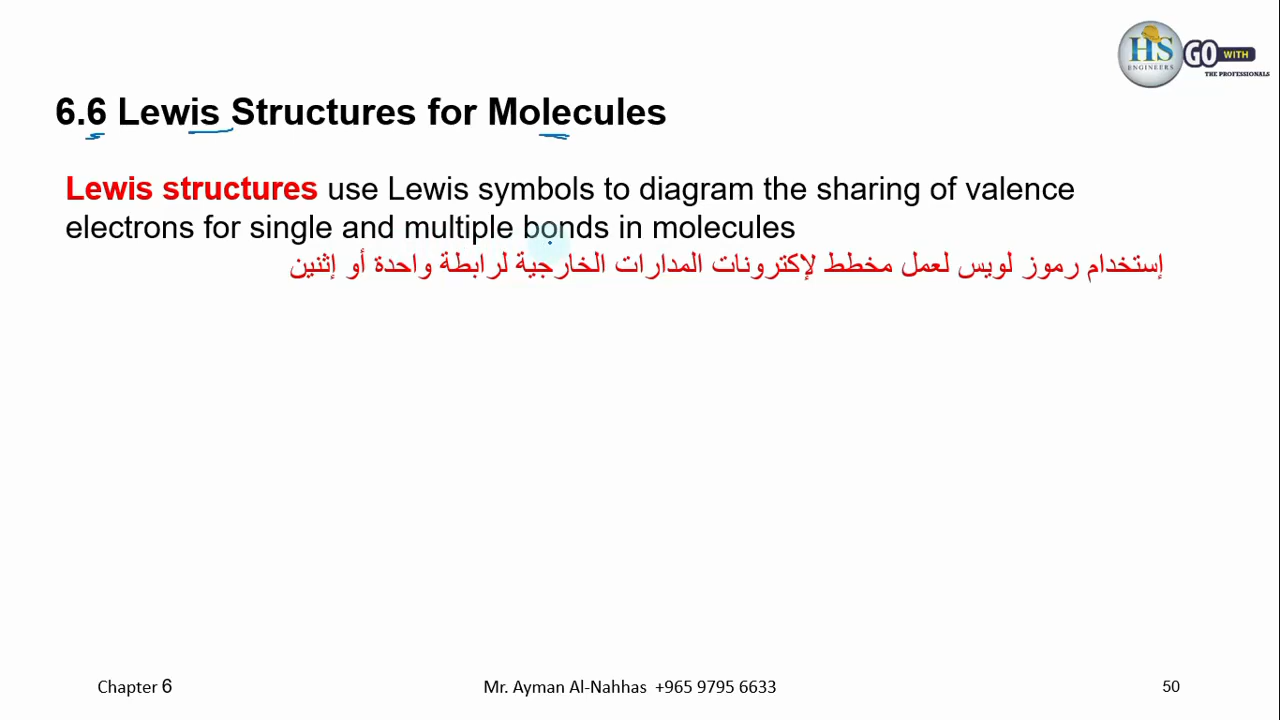 HS
ENGINEERS
GO WITH
THE PROFESSIONALS
6.6 Lewis Structures for Molecules
Lewis structures use Lewis symbols to diagram the sharing of valence
electrons for single and multiple bonds in molecules
إستخدام رموز لويس لعمل مخطط لإكترونات المدارات الخارجية لرابطة واحدة أو إثنين
Chapter 6
Mr. Ayman Al-Nahhas +965 9795 6633
50